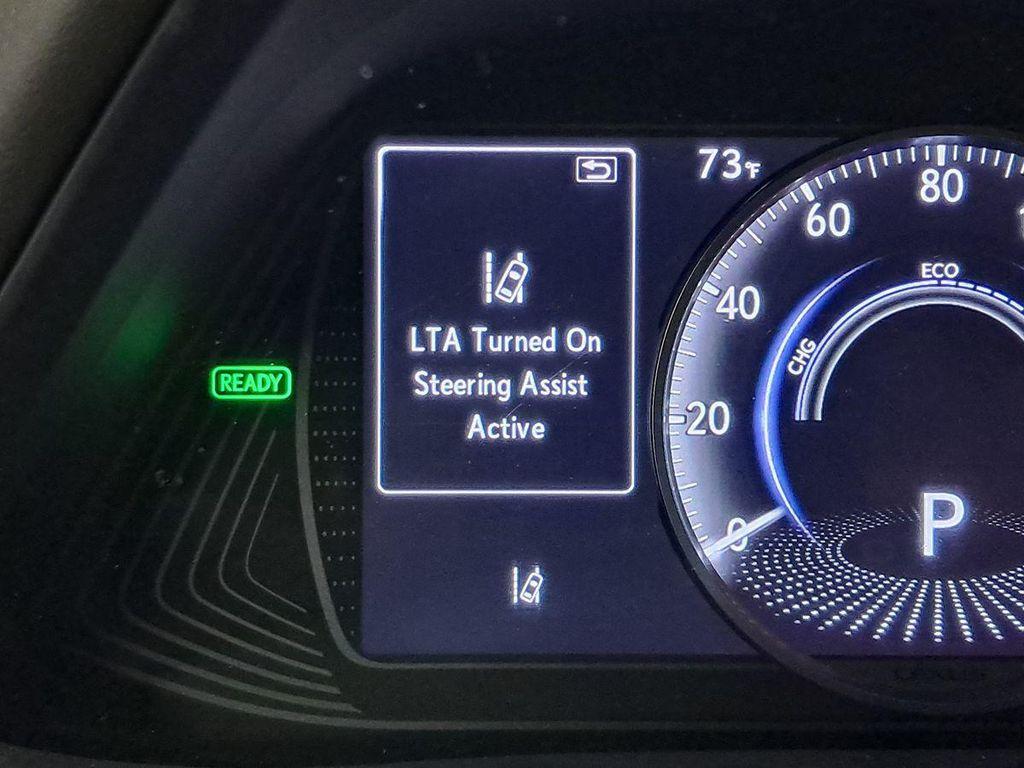 73°F
80
60
ECO
40
CHG
LTA Turned On
READY
Steering Assist
Active
20
P
0